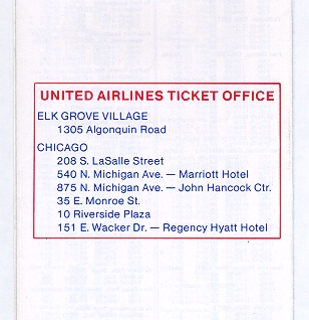 UNITED AIRLINES TICKET OFFICE
ELK GROVE VILLAGE
1305 Algonquin Road
CHICAGO
208 S. LaSalle Street
540 N. Michigan Ave. — Marriott Hotel
875 N. Michigan Ave. — John Hancock Ctr.
35 E. Monroe St.
10 Riverside Plaza
151 E. Wacker Dr. — Regency Hyatt Hotel